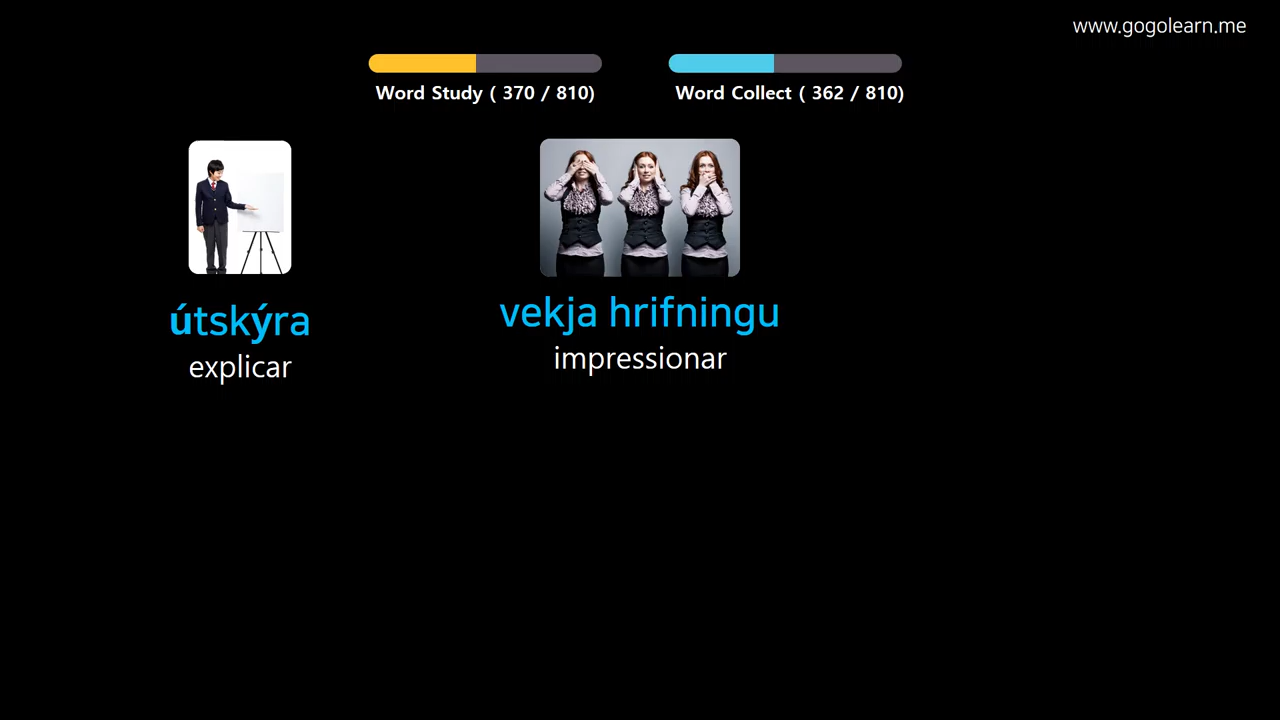 www.gogolearn.me
Word Study ( 370 / 810)
Word Collect ( 362 / 810)
útskýra
explicar
vekja hrifningu
impressionar